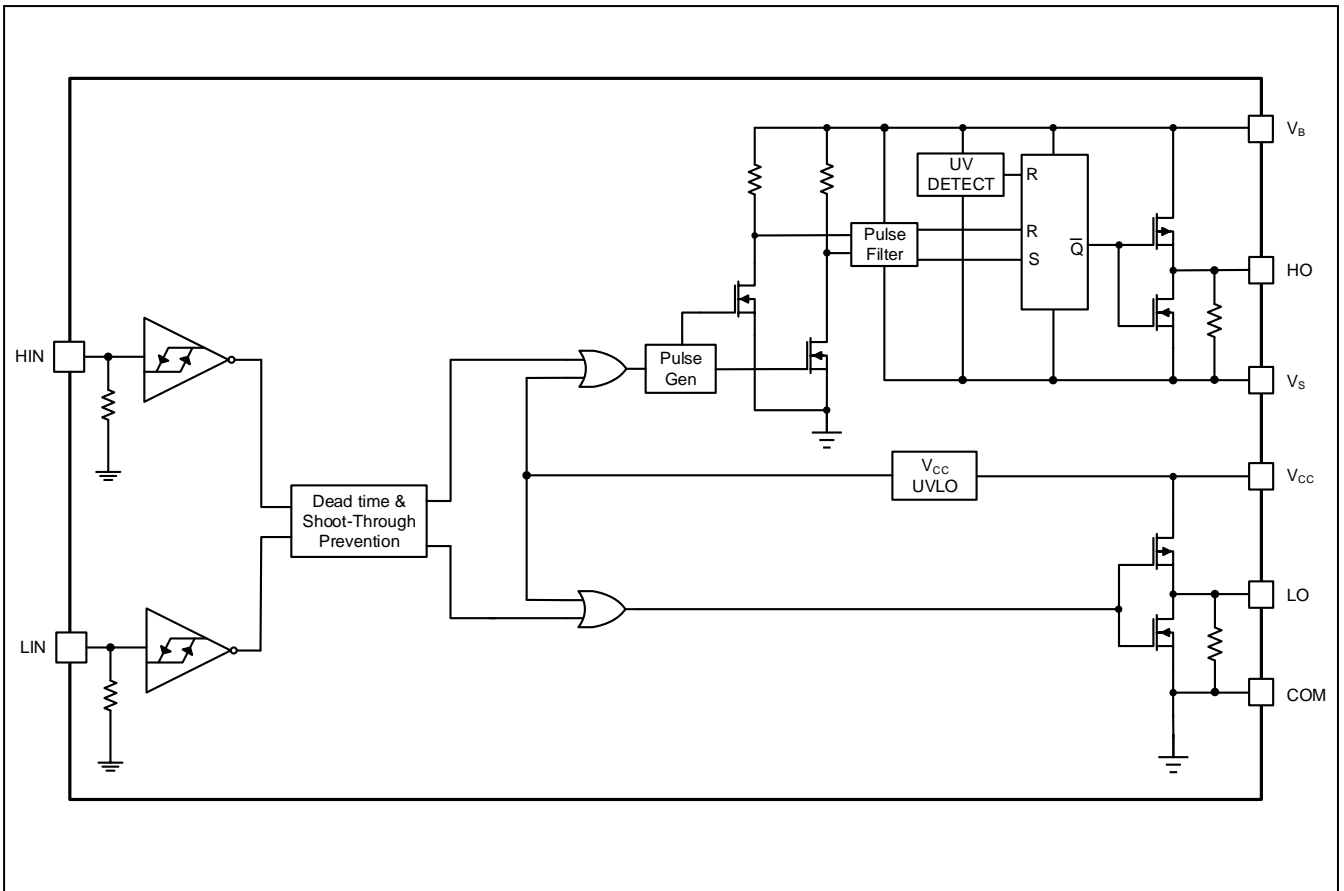 V_B
UV
DETECT
R
Pulse
Filter
R
S
Q̅
HO
HIN
Pulse
Gen
V_S
V_CC
UVLO
V_CC
Dead time &
Shoot-Through
Prevention
LO
LIN
COM